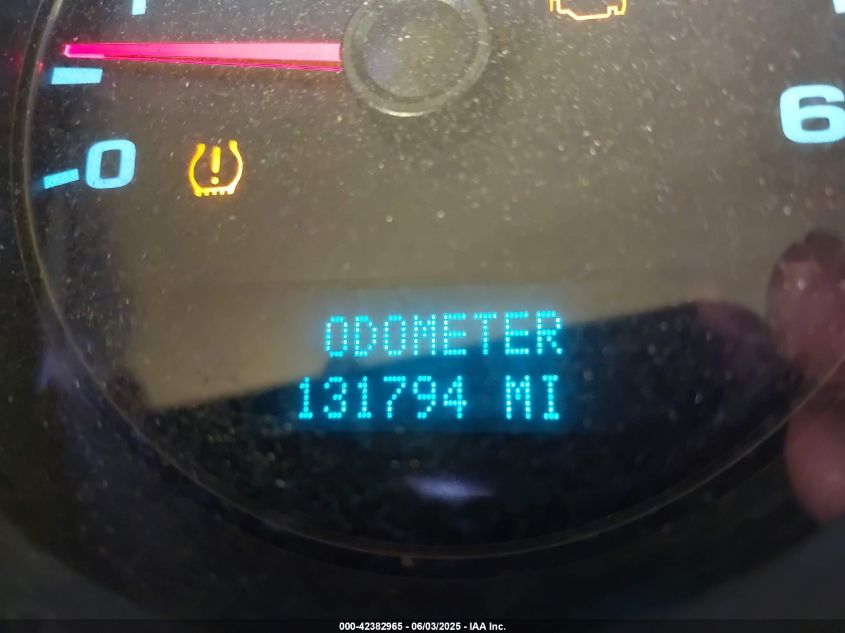 0
6
ODOMETER
131794 MI
000-42382965 - 06/03/2025 - IAA Inc.